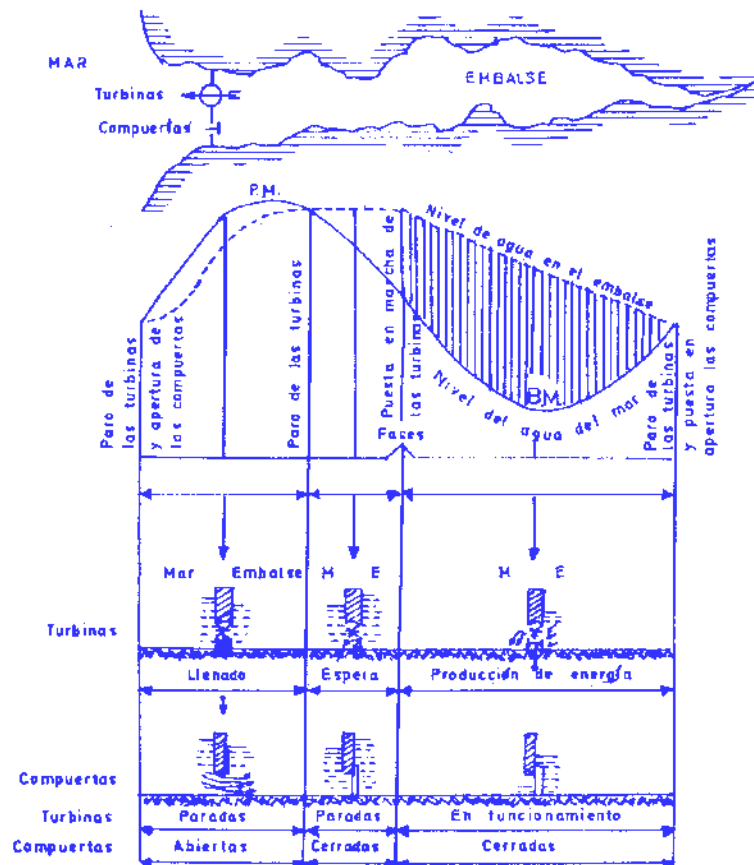 MAR
EMBALSE
Turbinas
E
Compuertas
P.M.
Nivel de agua en el embalse
Paro de
las turbinas
y apertura de
las compuertas
Paro de las turbinas
Puesta en marcha de
las turbinas
B.M.
Nivel del agua del mar
Paro de
las turbinas
y puesta en
apertura las compuertas
Fases
Mar Embalse M E M E
Turbinas
Llenado Espera Producción de energía
Compuertas
Turbinas Paradas Paradas En funcionamiento
Compuertas Abiertas Cerradas Cerradas